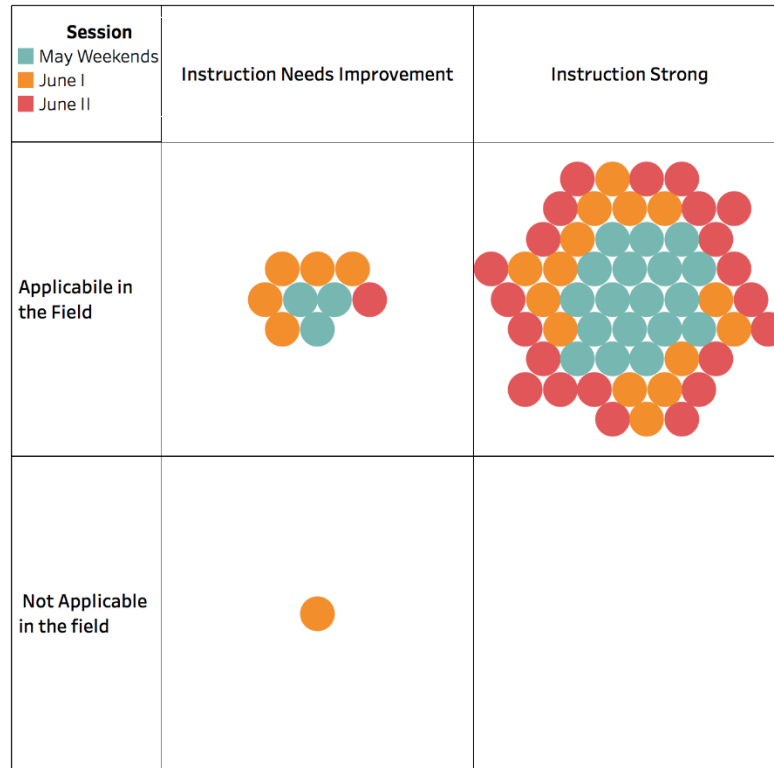 Session
May Weekends
June I
June II
Instruction Needs Improvement
Instruction Strong
Applicabile in
the Field
Not Applicable
in the field